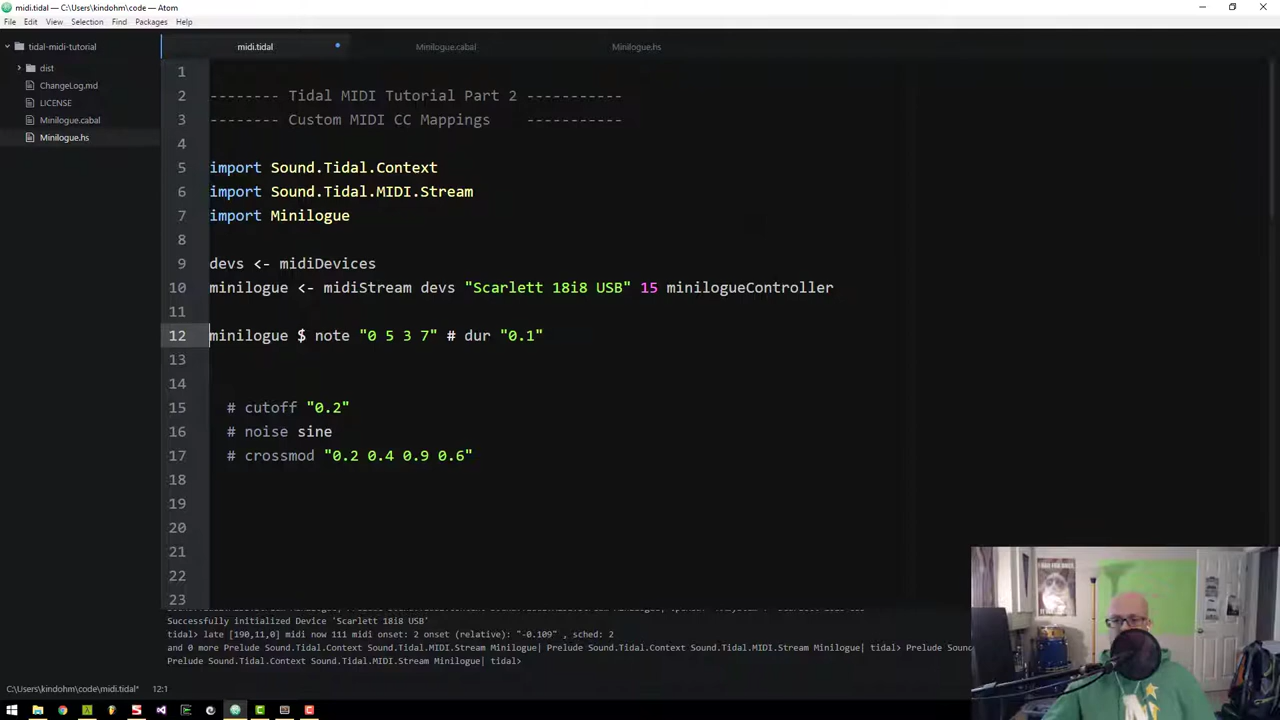 midi.tidal — C:\Users\kindohm\code — Atom
File Edit View Selection Find Packages Help
tidal-midi-tutorial
dist
ChangeLog.md
LICENSE
Minilogue.cabal
Minilogue.hs
midi.tidal
Minilogue.cabal
Minilogue.hs
1
2 -------- Tidal MIDI Tutorial Part 2 -----------
3 -------- Custom MIDI CC Mappings -----------
4
5 import Sound.Tidal.Context
6 import Sound.Tidal.MIDI.Stream
7 import Minilogue
8
9 devs <- midiDevices
10 minilogue <- midiStream devs "Scarlett 18i8 USB" 15 minilogueController
11
12 minilogue $ note "0 5 3 7" # dur "0.1"
13
14
15 # cutoff "0.2"
16 # noise sine
17 # crossmod "0.2 0.4 0.9 0.6"
18
19
20
21
22
23
Successfully initialized Device 'Scarlett 18i8 USB'
tidal> late [190,11,0] midi now 111 midi onset: 2 onset (relative): "-0.109" , sched: 2
and 0 more Prelude Sound.Tidal.Context Sound.Tidal.MIDI.Stream Minilogue| Prelude Sound.Tidal.Context Sound.Tidal.MIDI.Stream Minilogue| tidal> Prelude
Prelude Sound.Tidal.Context Sound.Tidal.MIDI.Stream Minilogue| tidal>
C:\Users\kindohm\code\midi.tidal* 12:1